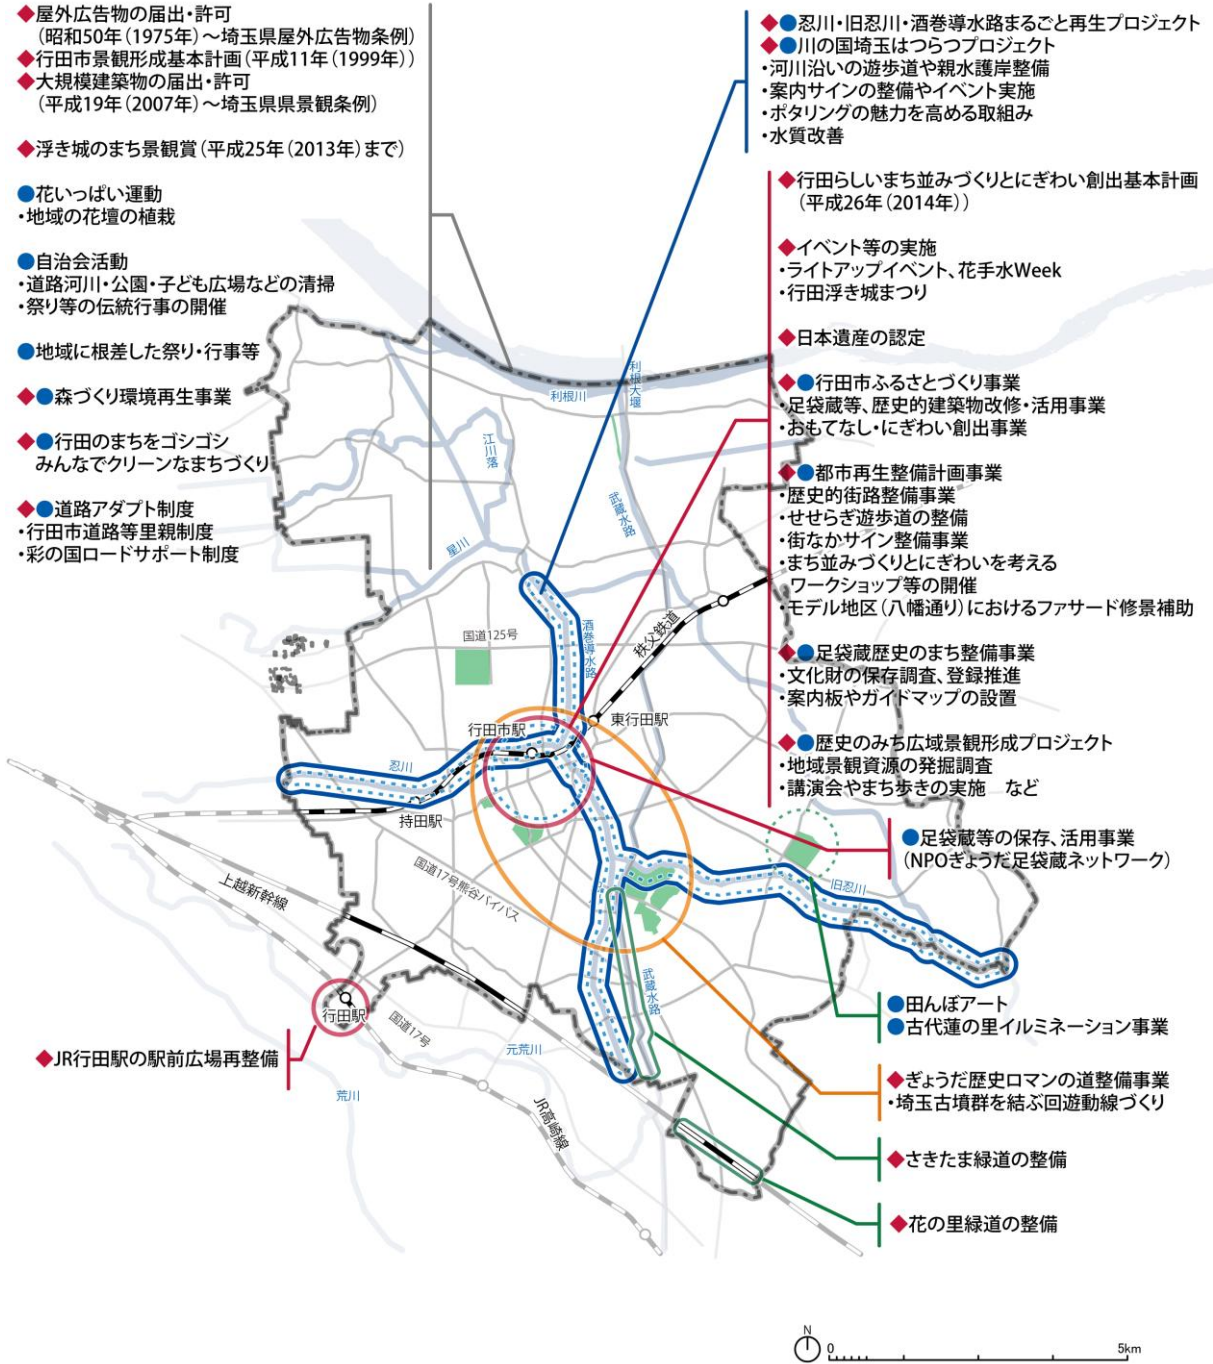 ◆屋外広告物の届出・許可
（昭和50年（1975年）～埼玉県屋外広告物条例）
◆行田市景観形成基本計画（平成11年（1999年））
◆大規模建築物の届出・許可
（平成19年（2007年）～埼玉県県景観条例）
◆浮き城のまち景観賞（平成25年（2013年）まで）
●花いっぱい運動
・地域の花壇の植栽
●自治会活動
・道路河川・公園・子ども広場などの清掃
・祭り等の伝統行事の開催
●地域に根差した祭り・行事等
◆●森づくり環境再生事業
◆●行田のまちをゴシゴシ
みんなでクリーンなまちづくり
◆●道路アダプト制度
・行田市道路等里親制度
・彩の国ロードサポート制度
◆●忍川・旧忍川・酒巻導水路まるごと再生プロジェクト
◆●川の国埼玉はつらつプロジェクト
・河川沿いの遊歩道や親水護岸整備
・案内サインの整備やイベント実施
・ポタリングの魅力を高める取組み
・水質改善
◆行田らしいまち並みづくりとにぎわい創出基本計画
（平成26年（2014年））
◆イベント等の実施
・ライトアップイベント、花手水Week
・行田浮き城まつり
◆日本遺産の認定
◆●行田市ふるさとづくり事業
・足袋蔵等、歴史的建築物改修・活用事業
・おもてなし・にぎわい創出事業
◆●都市再生整備計画事業
・歴史的街路整備事業
・せせらぎ遊歩道の整備
・街なかサイン整備事業
・まち並みづくりとにぎわいを考える
ワークショップ等の開催
・モデル地区（八幡通り）におけるファサード修景補助
◆●足袋蔵歴史のまち整備事業
・文化財の保存調査、登録推進
・案内板やガイドマップの設置
◆●歴史のみち広域景観形成プロジェクト
・地域景観資源の発掘調査
・講演会やまち歩きの実施　など
●足袋蔵等の保存、活用事業
（NPOぎょうだ足袋蔵ネットワーク）
●田んぼアート
●古代蓮の里イルミネーション事業
◆ぎょうだ歴史ロマンの道整備事業
・埼玉古墳群を結ぶ回遊動線づくり
◆さきたま緑道の整備
◆花の里緑道の整備
◆JR行田駅の駅前広場再整備
利根川
利根大堰
江川落
武蔵水路
星川
国道125号
酒巻導水路
秩父鉄道
行田市駅
東行田駅
忍川
持田駅
国道17号熊谷バイパス
旧忍川
上越新幹線
武蔵水路
行田駅
国道17号
元荒川
荒川
JR高崎線
N
0
5km